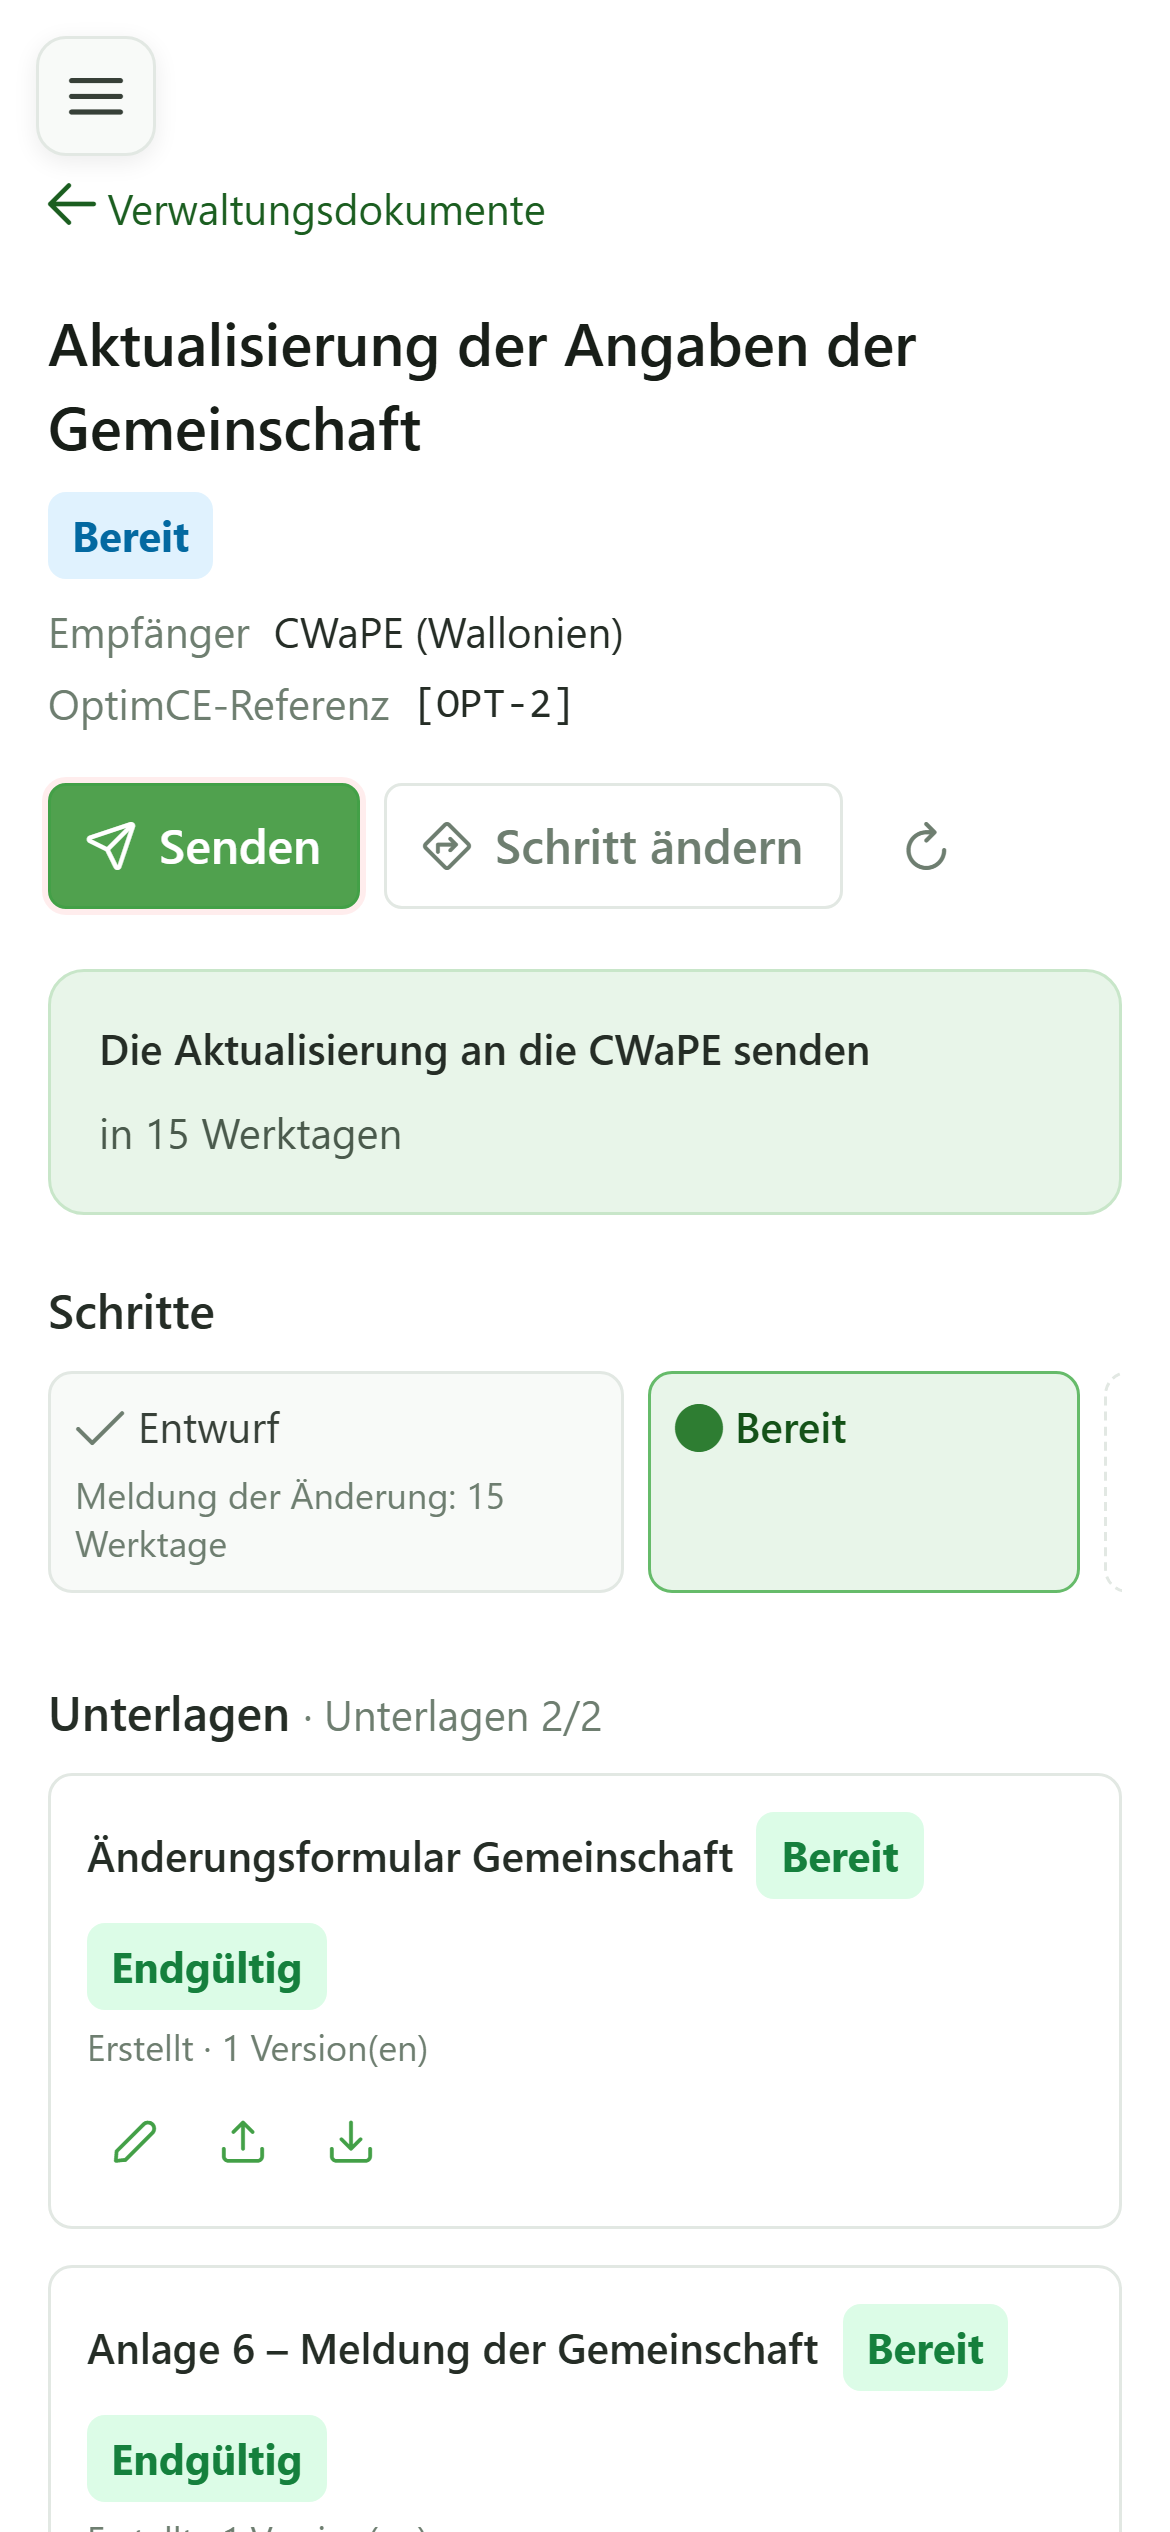 Verwaltungsdokumente
Aktualisierung der Angaben der
Gemeinschaft
Bereit
Empfänger CWaPE (Wallonien)
OptimCE-Referenz [OPT-2]
Senden Schritt ändern
Die Aktualisierung an die CWaPE senden
in 15 Werktagen
Schritte
Entwurf
Meldung der Änderung: 15
Werktage
Bereit
Unterlagen · Unterlagen 2/2
Änderungsformular Gemeinschaft Bereit
Endgültig
Erstellt · 1 Version(en)
Anlage 6 – Meldung der Gemeinschaft Bereit
Endgültig